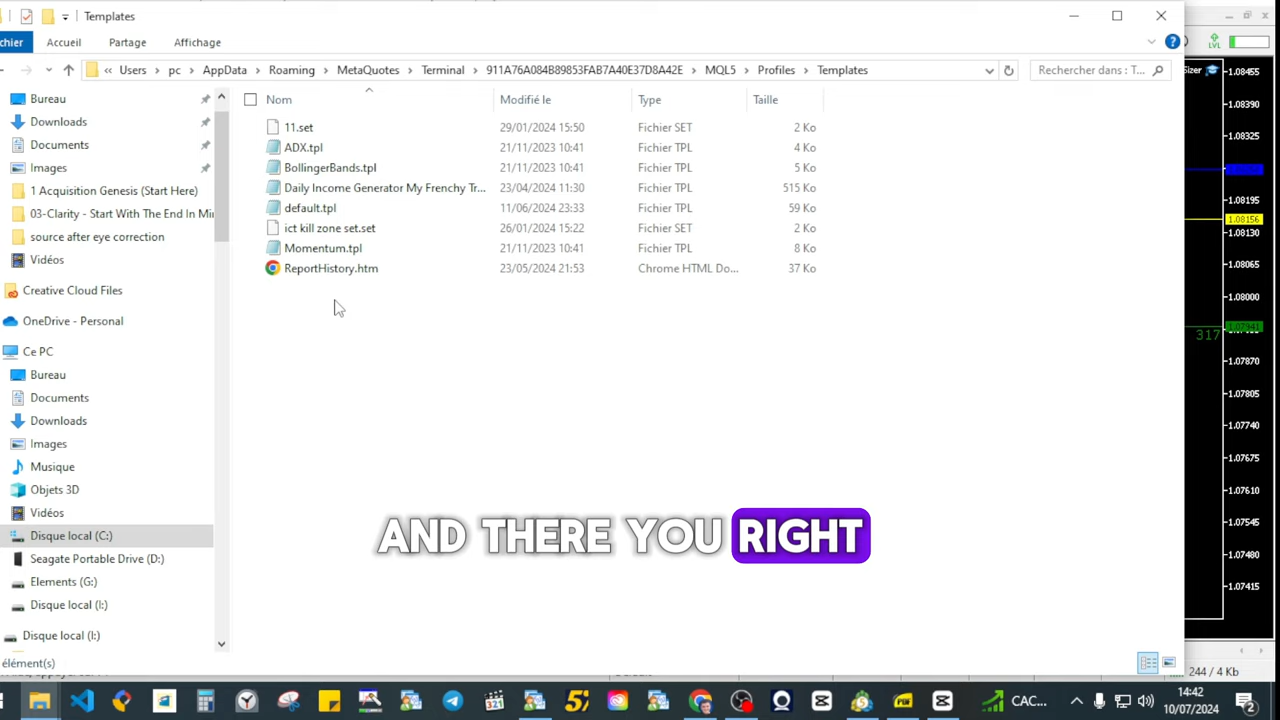 Templates
chier
Accueil
Partage
Affichage
LVL
« Users > pc > AppData > Roaming > MetaQuotes > Terminal > 911A76A084B89853FAB7A40E37D8A42E > MQL5 > Profiles > Templates
Rechercher dans : T...
Sizer
Bureau
Downloads
Documents
Images
1 Acquisition Genesis (Start Here)
03-Clarity - Start With The End In Mi
source after eye correction
Vidéos
Creative Cloud Files
OneDrive - Personal
Ce PC
Bureau
Documents
Downloads
Images
Musique
Objets 3D
Vidéos
Disque local (C:)
Seagate Portable Drive (D:)
Elements (G:)
Disque local (I:)
Disque local (I:)
élément(s)
Nom Modifié le Type Taille
11.set 29/01/2024 15:50 Fichier SET 2 Ko
ADX.tpl 21/11/2023 10:41 Fichier TPL 4 Ko
BollingerBands.tpl 21/11/2023 10:41 Fichier TPL 5 Ko
Daily Income Generator My Frenchy Tr... 23/04/2024 11:30 Fichier TPL 515 Ko
default.tpl 11/06/2024 23:33 Fichier TPL 59 Ko
ict kill zone set.set 26/01/2024 15:22 Fichier SET 2 Ko
Momentum.tpl 21/11/2023 10:41 Fichier TPL 8 Ko
ReportHistory.htm 23/05/2024 21:53 Chrome HTML Do... 37 Ko
AND THERE YOU RIGHT
1.08455
1.08390
1.08325
1.08195
1.08156
1.08130
1.08065
1.08000
1.07941
317
1.07870
1.07805
1.07740
1.07675
1.07610
1.07545
1.07480
1.07415
244 / 4 Kb
CAC...
14:42
10/07/2024
2